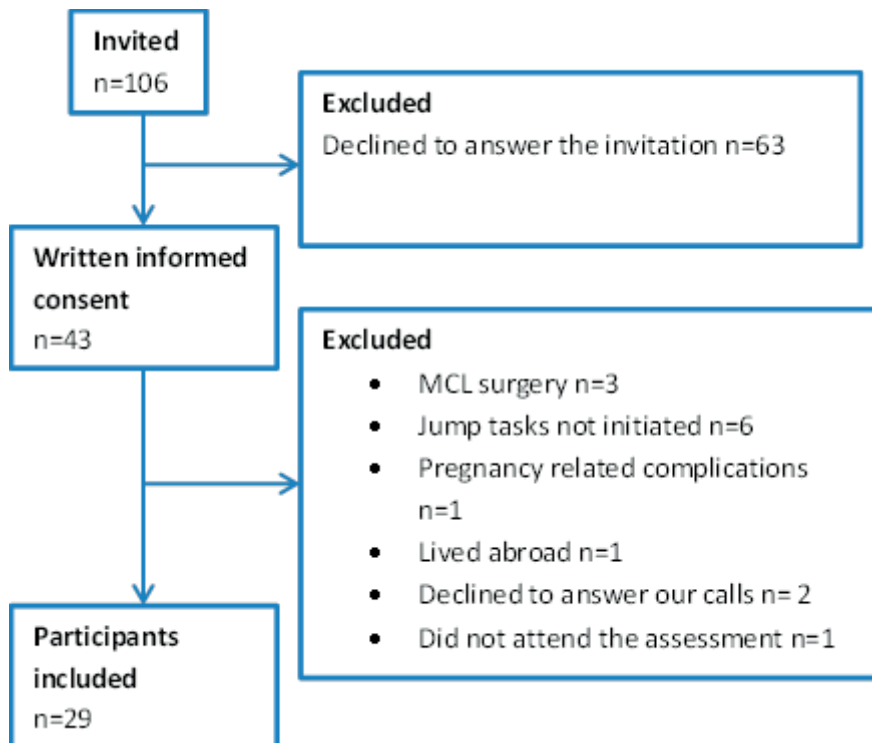 Invited
n=106
Excluded
Declined to answer the invitation n=63
Written informed
consent
n=43
Excluded
• MCL surgery n=3
• Jump tasks not initiated n=6
• Pregnancy related complications
n=1
• Lived abroad n=1
• Declined to answer our calls n= 2
• Did not attend the assessment n=1
Participants
included
n=29